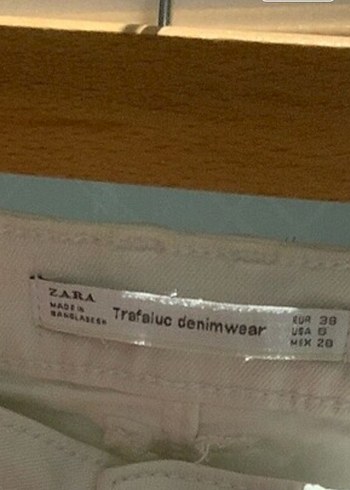 ZARA
MADE IN
BANGLADESH
Trafaluc denimwear
EUR 38
USA 6
MEX 28